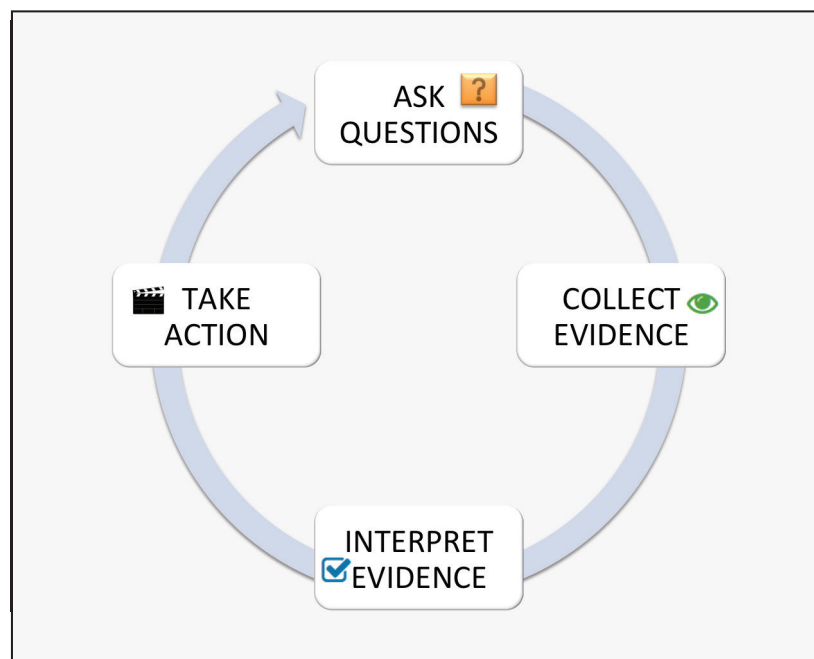 ASK
QUESTIONS
COLLECT
EVIDENCE
INTERPRET
EVIDENCE
TAKE
ACTION